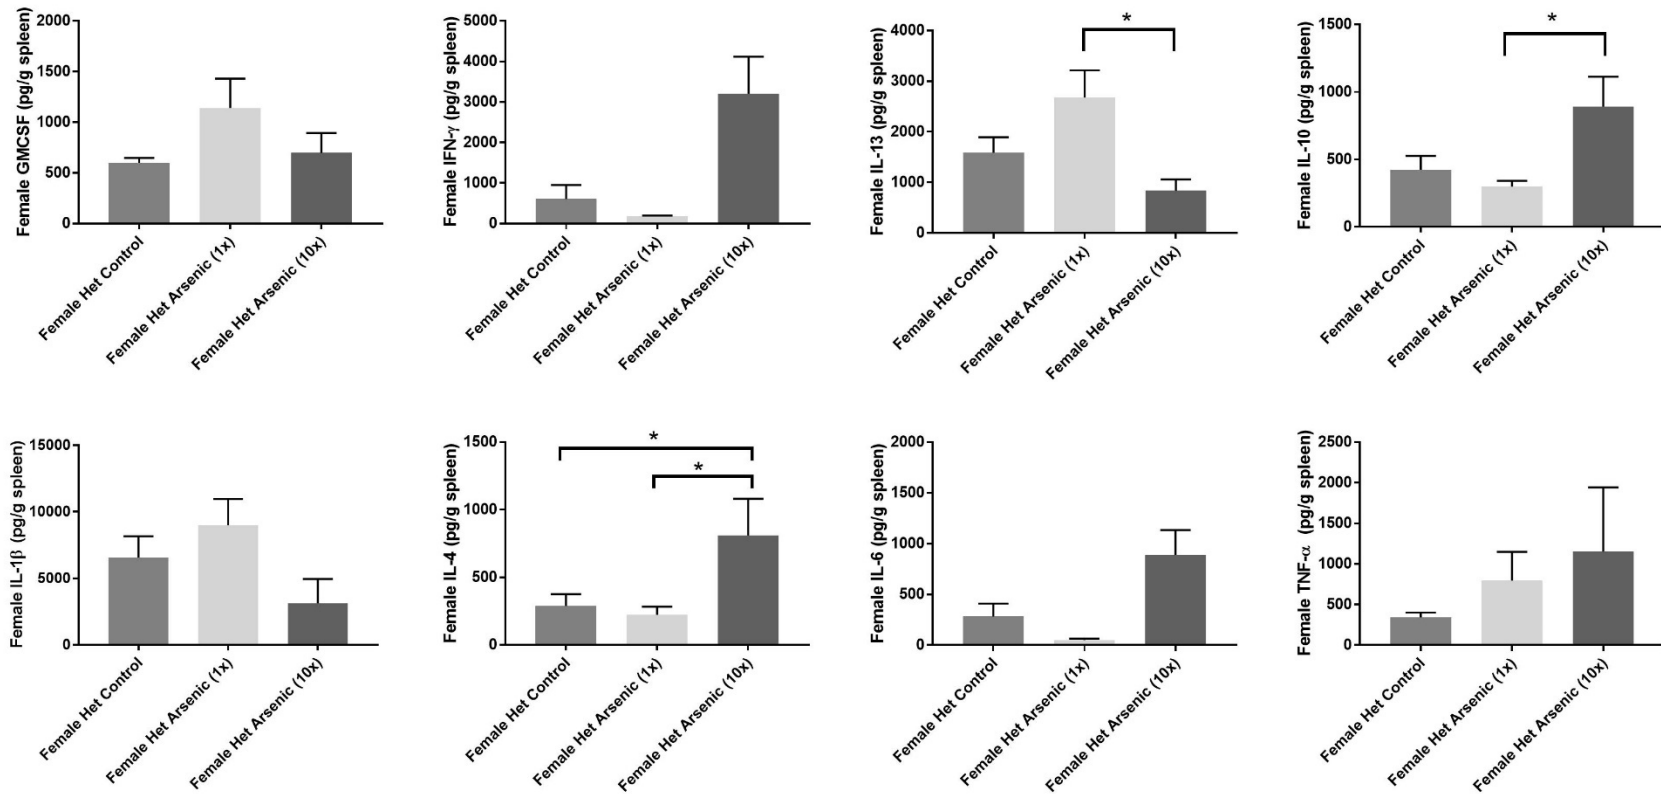 Female GMCSF (pg/g spleen)
2000
1500
1000
500
0
Female Het Control
Female Het Arsenic (1x)
Female Het Arsenic (10x)
Female IFN-γ (pg/g spleen)
5000
4000
3000
2000
1000
0
Female Het Control
Female Het Arsenic (1x)
Female Het Arsenic (10x)
Female IL-13 (pg/g spleen)
4000
3000
2000
1000
0
*
Female Het Control
Female Het Arsenic (1x)
Female Het Arsenic (10x)
Female IL-10 (pg/g spleen)
1500
1000
500
0
*
Female Het Control
Female Het Arsenic (1x)
Female Het Arsenic (10x)
Female IL-1β (pg/g spleen)
15000
10000
5000
0
Female Het Control
Female Het Arsenic (1x)
Female Het Arsenic (10x)
Female IL-4 (pg/g spleen)
1500
1000
500
0
*
*
Female Het Control
Female Het Arsenic (1x)
Female Het Arsenic (10x)
Female IL-6 (pg/g spleen)
2000
1500
1000
500
0
Female Het Control
Female Het Arsenic (1x)
Female Het Arsenic (10x)
Female TNF-α (pg/g spleen)
2500
2000
1500
1000
500
0
Female Het Control
Female Het Arsenic (1x)
Female Het Arsenic (10x)